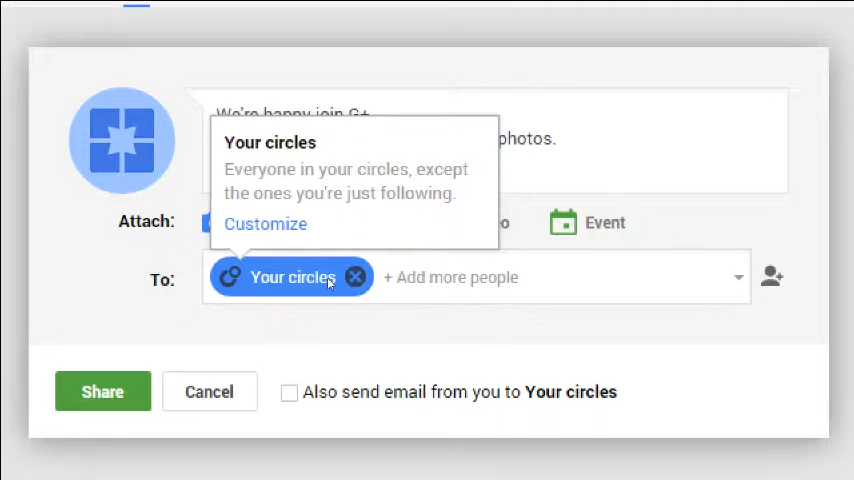 We're happy join G+
photos.
Your circles
Everyone in your circles, except
the ones you're just following.
Customize
Attach:
Event
To:
Your circles
+ Add more people
Share
Cancel
Also send email from you to Your circles